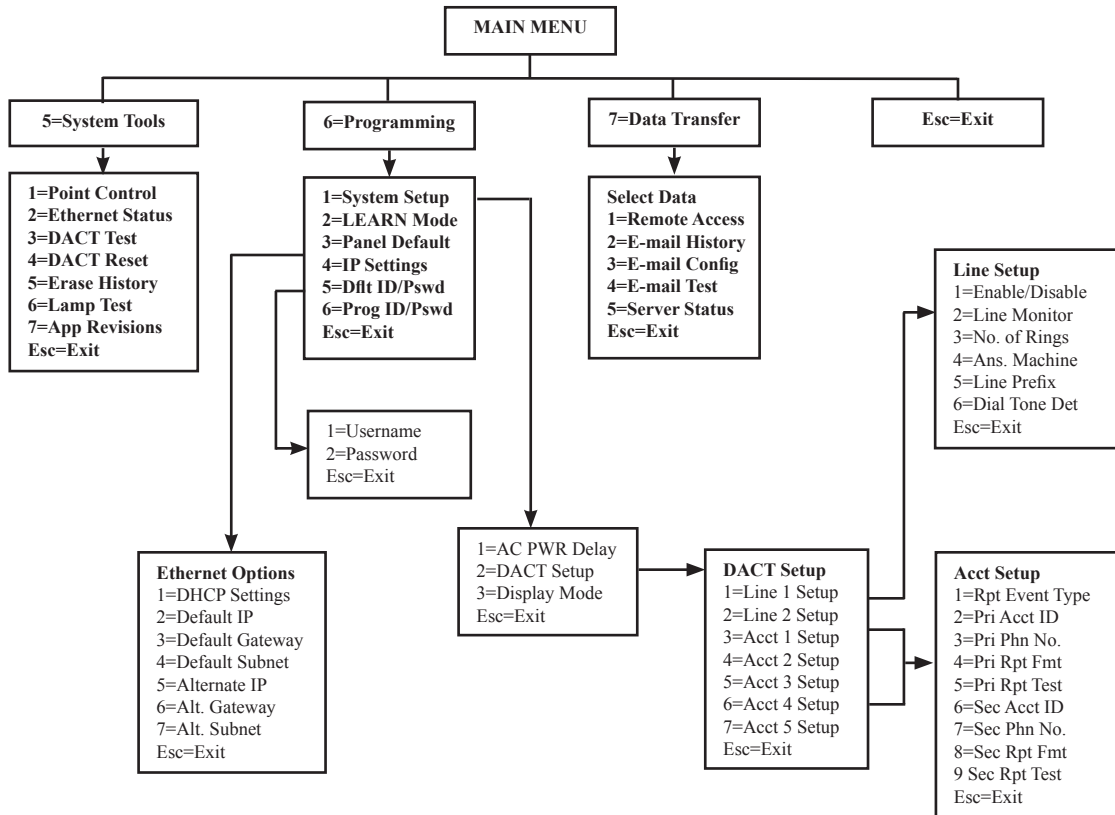 MAIN MENU
5=System Tools
6=Programming
7=Data Transfer
Esc=Exit
1=Point Control
2=Ethernet Status
3=DACT Test
4=DACT Reset
5=Erase History
6=Lamp Test
7=App Revisions
Esc=Exit
1=System Setup
2=LEARN Mode
3=Panel Default
4=IP Settings
5=Dflt ID/Pswd
6=Prog ID/Pswd
Esc=Exit
Select Data
1=Remote Access
2=E-mail History
3=E-mail Config
4=E-mail Test
5=Server Status
Esc=Exit
Line Setup
1=Enable/Disable
2=Line Monitor
3=No. of Rings
4=Ans. Machine
5=Line Prefix
6=Dial Tone Det
Esc=Exit
1=Username
2=Password
Esc=Exit
Ethernet Options
1=DHCP Settings
2=Default IP
3=Default Gateway
4=Default Subnet
5=Alternate IP
6=Alt. Gateway
7=Alt. Subnet
Esc=Exit
1=AC PWR Delay
2=DACT Setup
3=Display Mode
Esc=Exit
DACT Setup
1=Line 1 Setup
2=Line 2 Setup
3=Acct 1 Setup
4=Acct 2 Setup
5=Acct 3 Setup
6=Acct 4 Setup
7=Acct 5 Setup
Esc=Exit
Acct Setup
1=Rpt Event Type
2=Pri Acct ID
3=Pri Phn No.
4=Pri Rpt Fmt
5=Pri Rpt Test
6=Sec Acct ID
7=Sec Phn No.
8=Sec Rpt Fmt
9 Sec Rpt Test
Esc=Exit